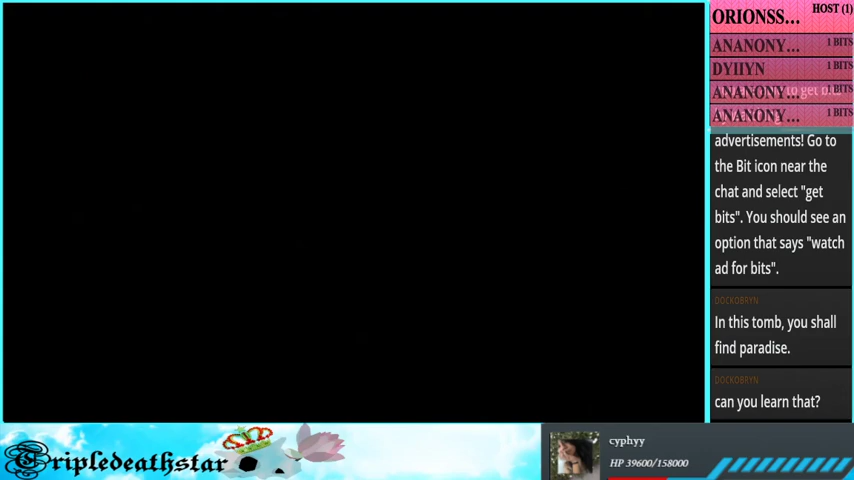 ORIONSS... HOST (1)
ANANONY... 1 BITS
DYIIYN 1 BITS
ANANONY... 1 BITS
ANANONY... 1 BITS
advertisements! Go to
the Bit icon near the
chat and select "get
bits". You should see an
option that says "watch
ad for bits".
DOCKOBRYN
In this tomb, you shall
find paradise.
DOCKOBRYN
can you learn that?
Tripledeathstar
cyphyy
HP 39600/158000